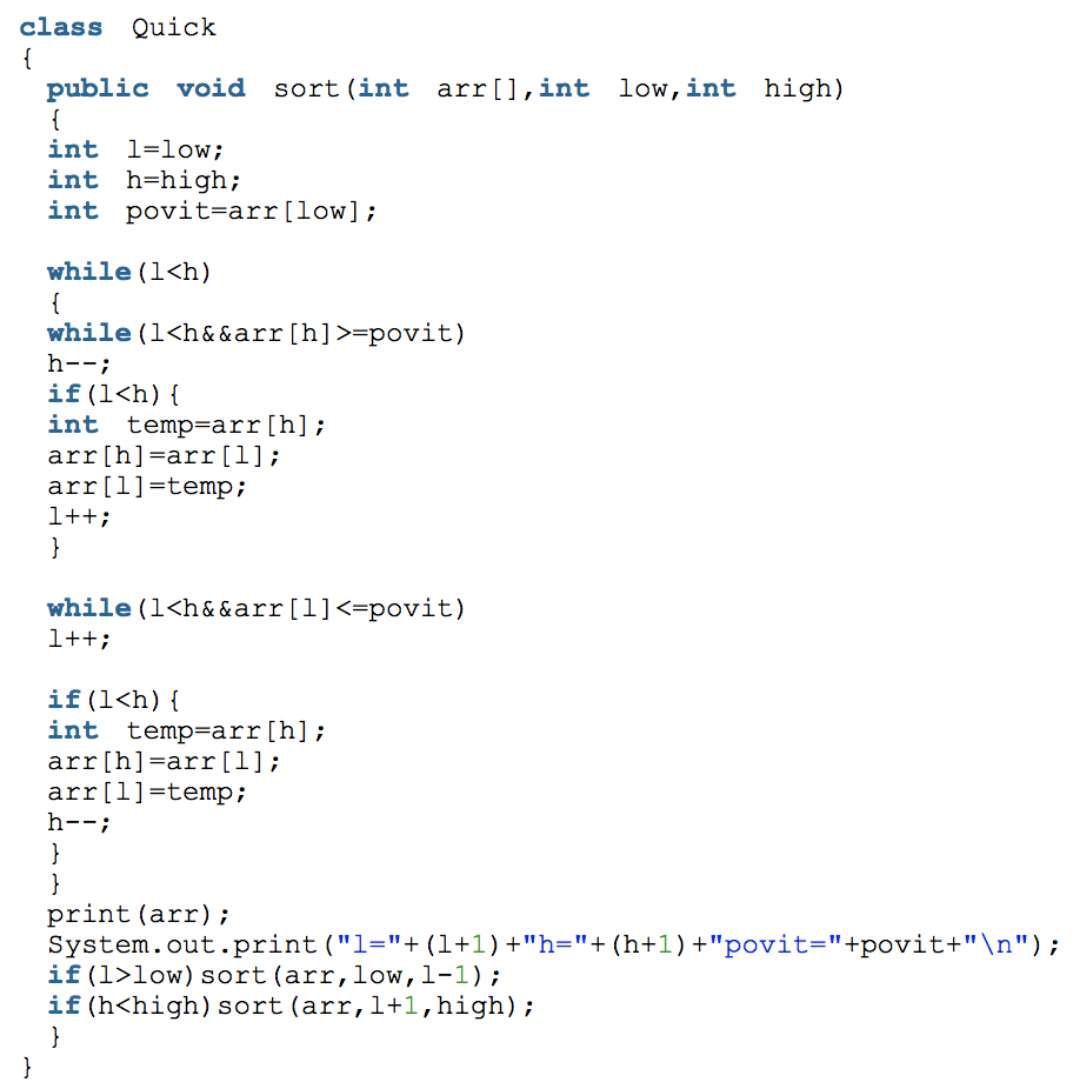 class Quick
{
public void sort(int arr[],int low,int high)
{
int l=low;
int h=high;
int povit=arr[low];
while(l<h)
{
while(l<h&&arr[h]>=povit)
h--;
if(l<h){
int temp=arr[h];
arr[h]=arr[l];
arr[l]=temp;
l++;
}
while(l<h&&arr[l]<=povit)
l++;
if(l<h){
int temp=arr[h];
arr[h]=arr[l];
arr[l]=temp;
h--;
}
}
print(arr);
System.out.print("l="+(l+1)+"h="+(h+1)+"povit="+povit+"\n");
if(l>low)sort(arr,low,l-1);
if(h<high)sort(arr,l+1,high);
}
}